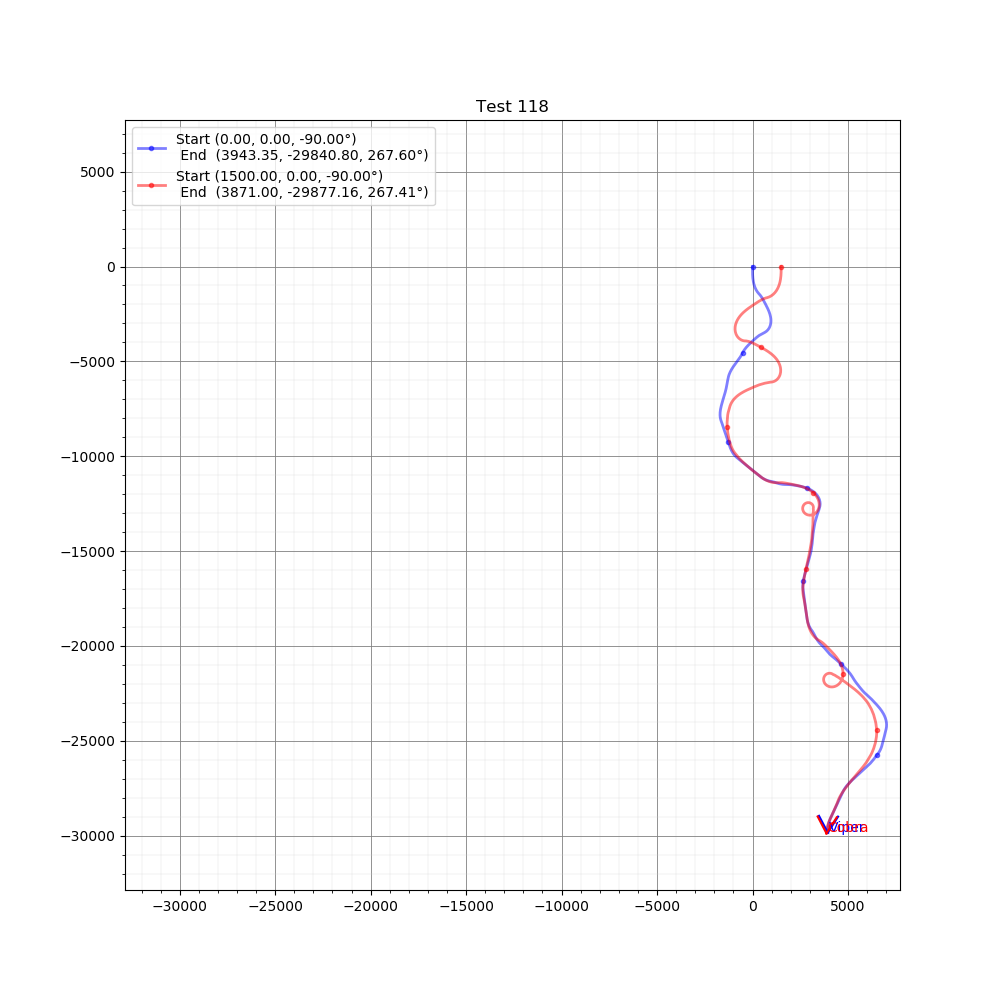 Test 118
Start (0.00, 0.00, -90.00°)
End (3943.35, -29840.80, 267.60°)
Start (1500.00, 0.00, -90.00°)
End (3871.00, -29877.16, 267.41°)
5000
0
−5000
−10000
−15000
−20000
−25000
−30000
−30000 −25000 −20000 −15000 −10000 −5000 0 5000